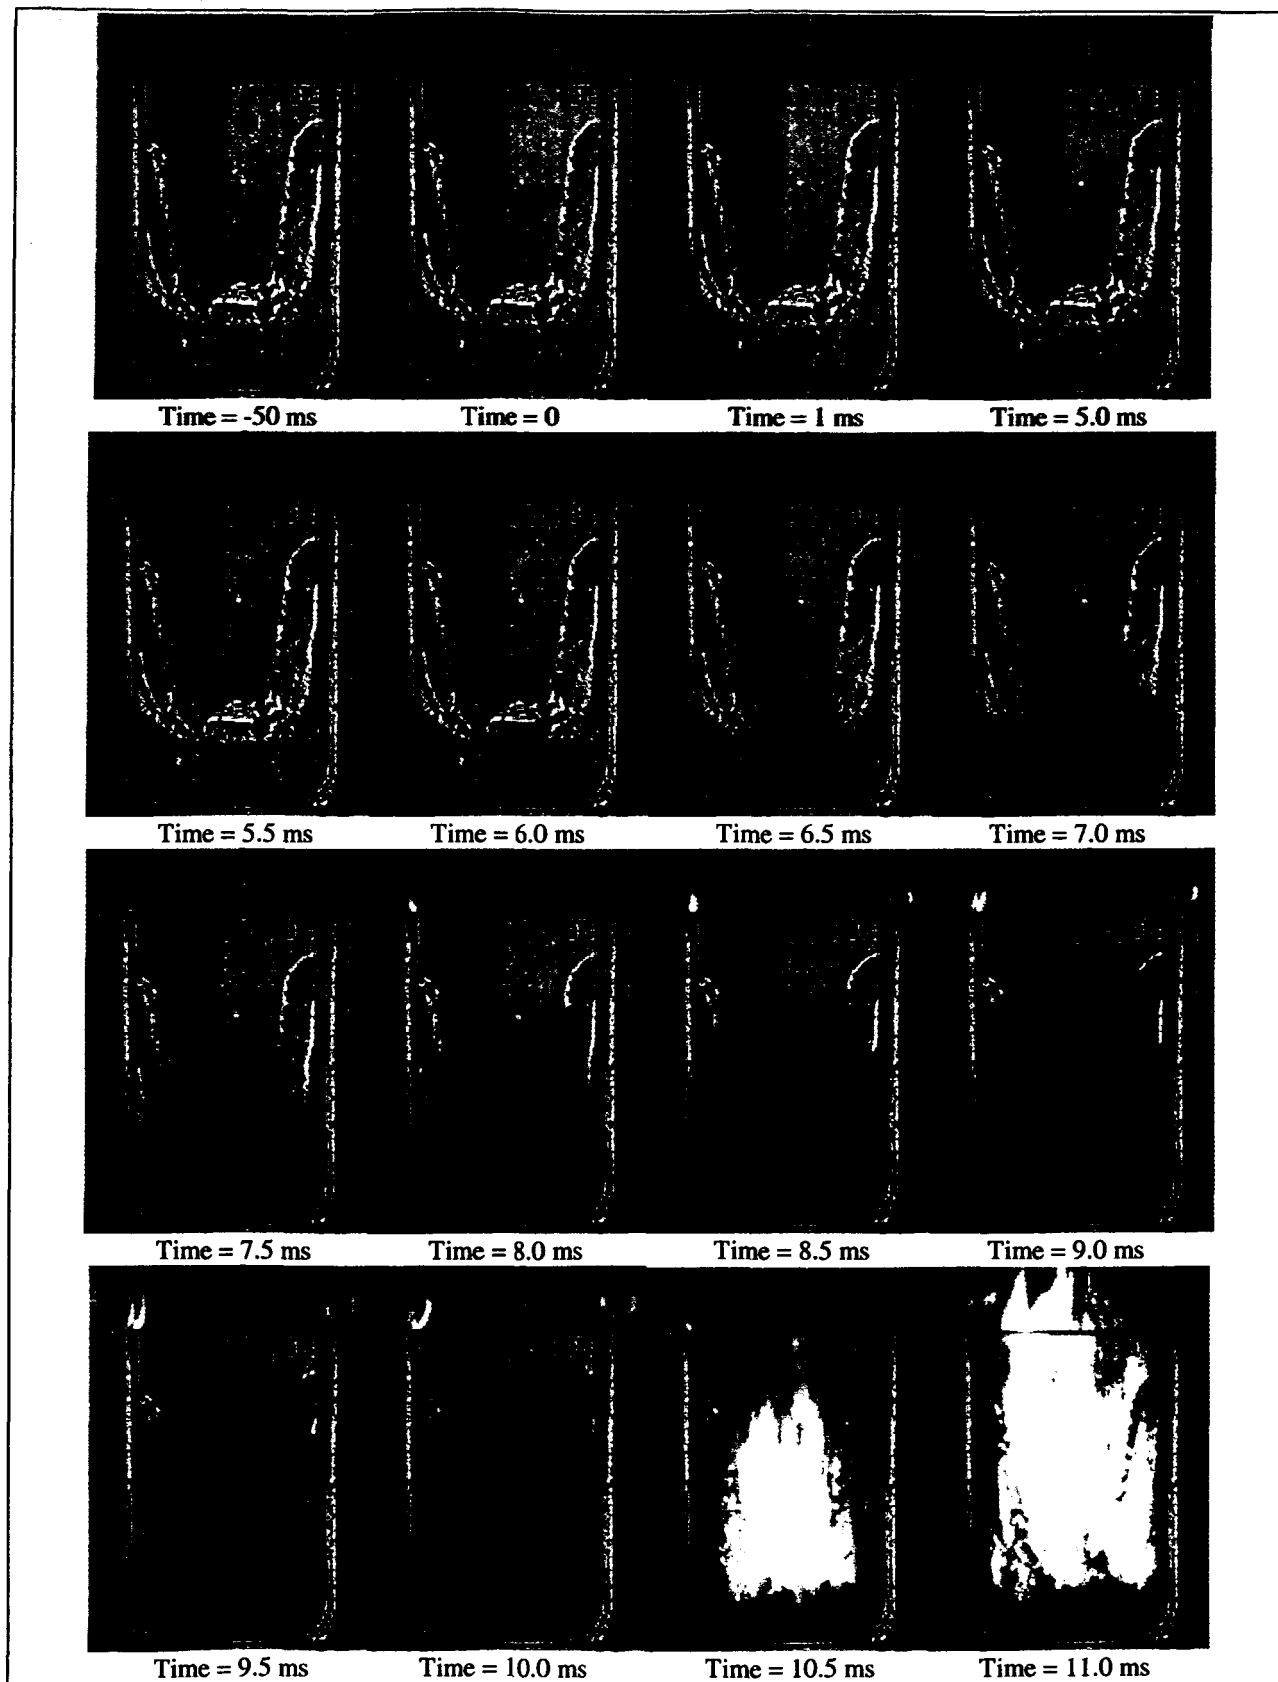 Time = -50 ms
Time = 0
Time = 1 ms
Time = 5.0 ms
Time = 5.5 ms
Time = 6.0 ms
Time = 6.5 ms
Time = 7.0 ms
Time = 7.5 ms
Time = 8.0 ms
Time = 8.5 ms
Time = 9.0 ms
Time = 9.5 ms
Time = 10.0 ms
Time = 10.5 ms
Time = 11.0 ms